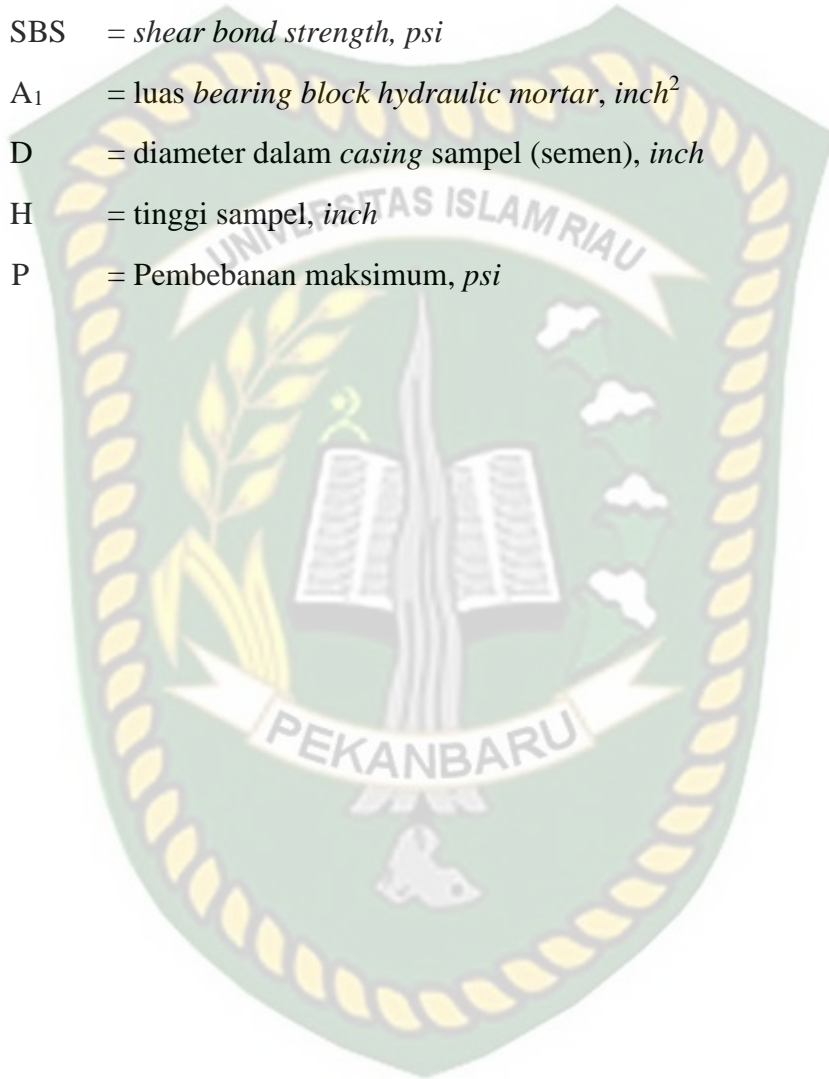 SBS = shear bond strength, psi
A₁ = luas bearing block hydraulic mortar, inch²
D = diameter dalam casing sampel (semen), inch
H = tinggi sampel, inch
UNIVERSITAS ISLAM RIAU
P = Pembebanan maksimum, psi
PEKANBARU